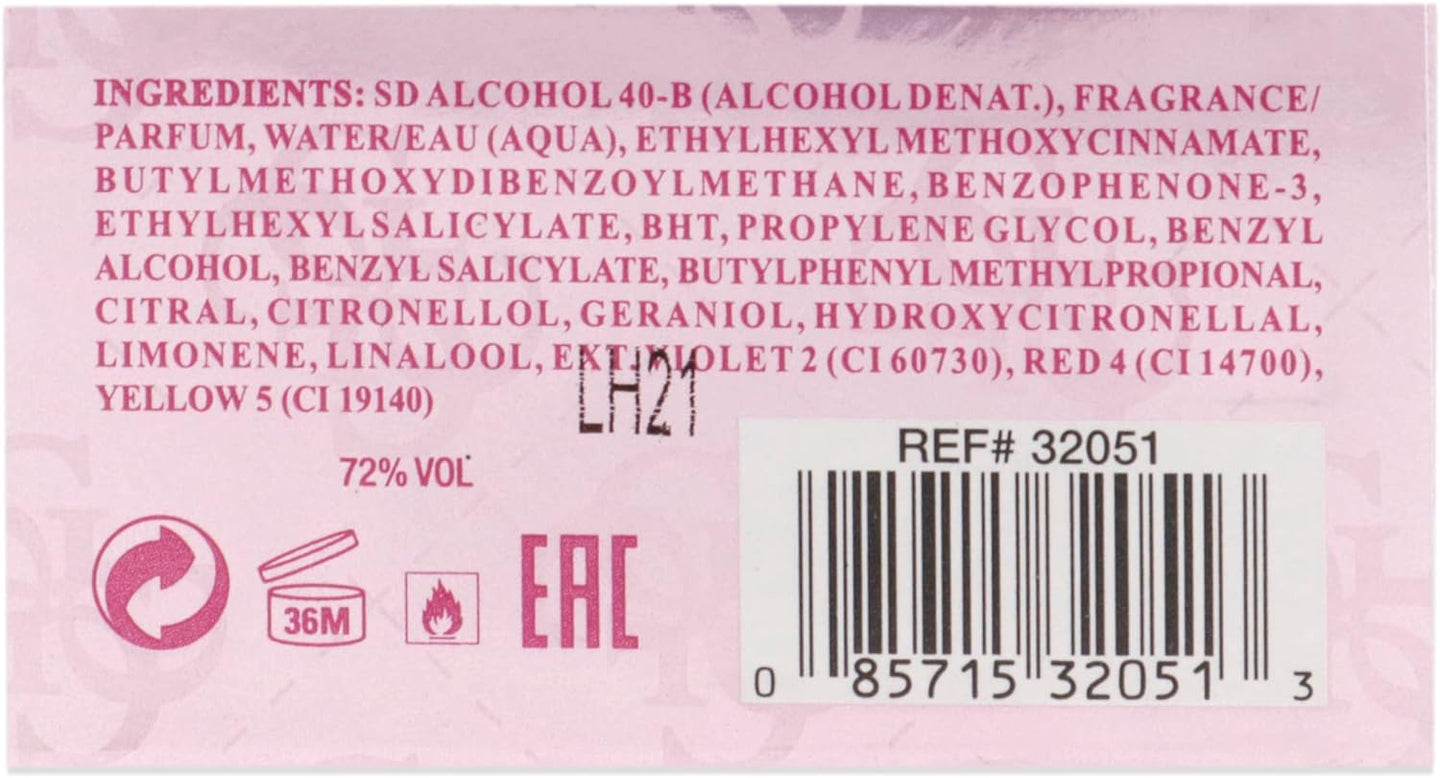 INGREDIENTS: SD ALCOHOL 40-B (ALCOHOL DENAT.), FRAGRANCE/
PARFUM, WATER/EAU (AQUA), ETHYLHEXYL METHOXYCINNAMATE,
BUTYL METHOXYDIBENZOYLMETHANE, BENZOPHENONE-3,
ETHYLHEXYL SALICYLATE, BHT, PROPYLENE GLYCOL, BENZYL
ALCOHOL, BENZYL SALICYLATE, BUTYLPHENYL METHYLPROPIONAL,
CITRAL, CITRONELLOL, GERANIOL, HYDROXYCITRONELLAL,
LIMONENE, LINALOOL, EXT. VIOLET 2 (CI 60730), RED 4 (CI 14700),
YELLOW 5 (CI 19140)
LH21
72% VOL
REF# 32051
36M
EAC
0 85715 32051 3